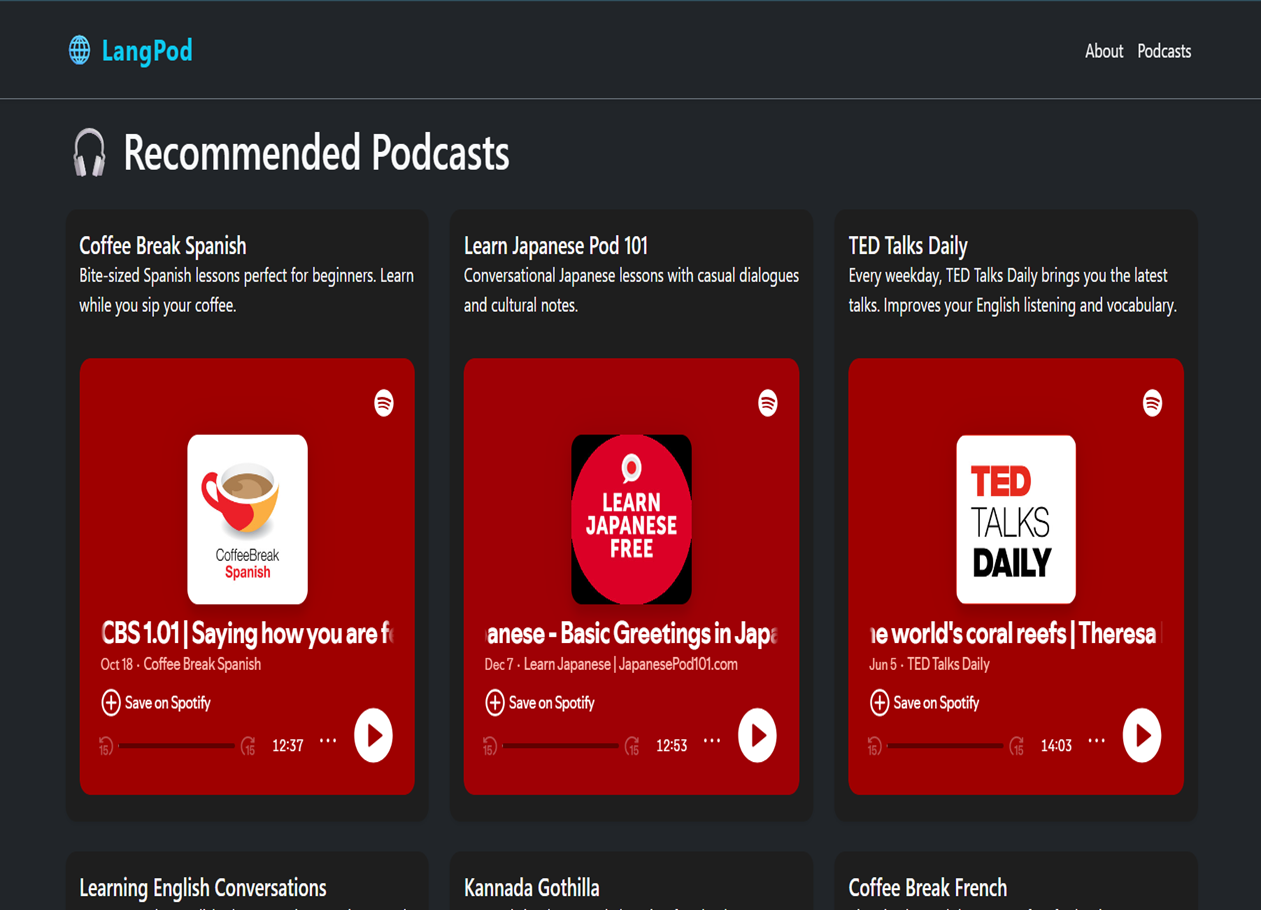 LangPod
About Podcasts
Recommended Podcasts
Coffee Break Spanish
Bite-sized Spanish lessons perfect for beginners. Learn
while you sip your coffee.
CoffeeBreak
Spanish
CBS 1.01 | Saying how you are
Oct 18 · Coffee Break Spanish
Save on Spotify
15
15
12:37
Learn Japanese Pod 101
Conversational Japanese lessons with casual dialogues
and cultural notes.
LEARN
JAPANESE
FREE
anese - Basic Greetings in Japa
Dec 7 · Learn Japanese | JapanesePod101.com
Save on Spotify
15
15
12:53
TED Talks Daily
Every weekday, TED Talks Daily brings you the latest
talks. Improves your English listening and vocabulary.
TED
TALKS
DAILY
he world's coral reefs | Theresa
Jun 5 · TED Talks Daily
Save on Spotify
15
15
14:03
Learning English Conversations
Kannada Gothilla
Coffee Break French